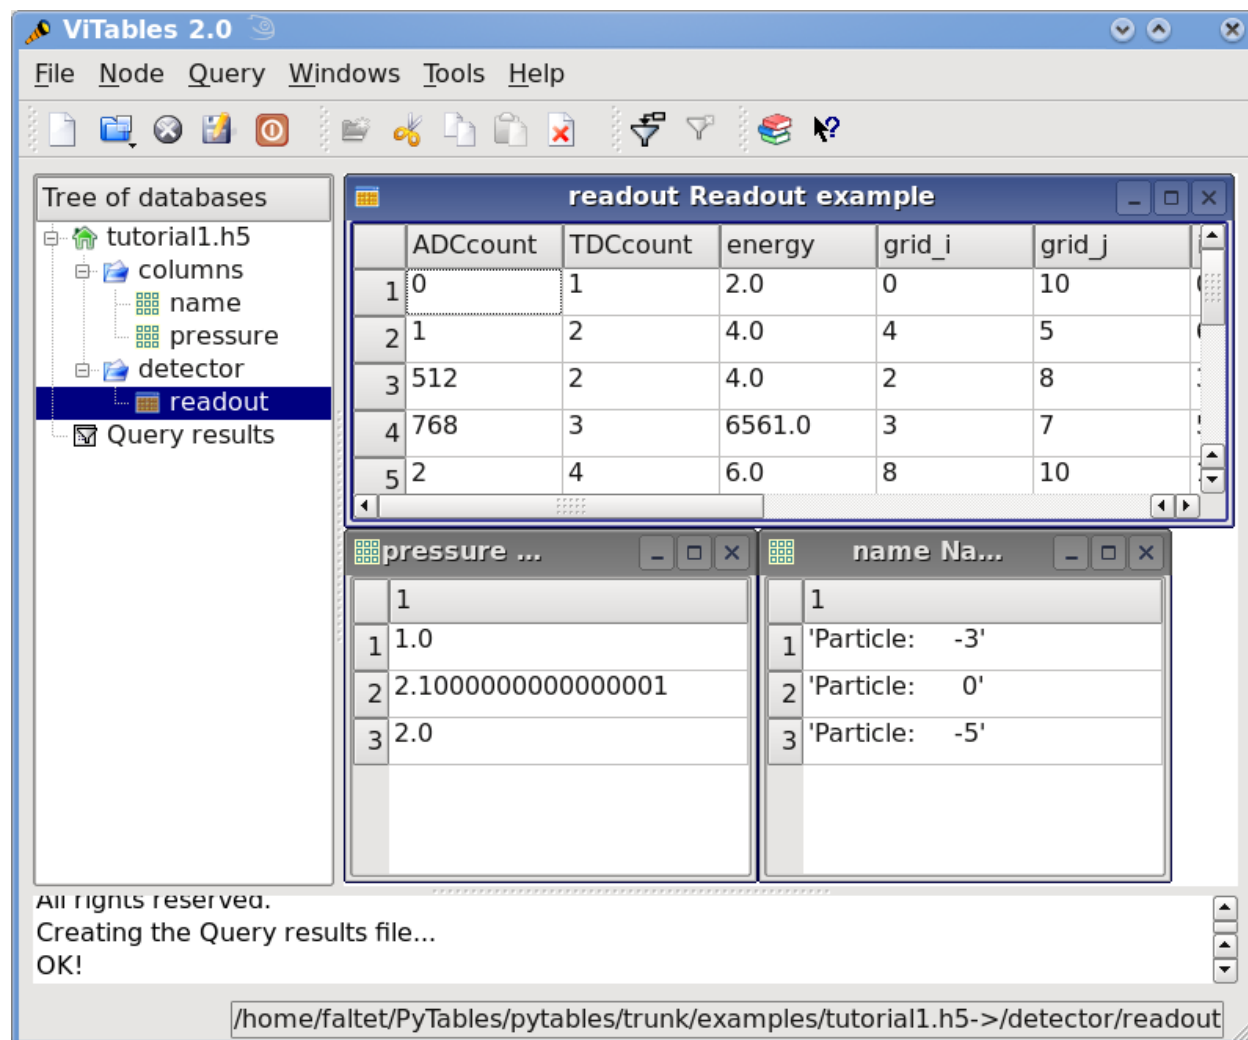 ViTables 2.0
File Node Query Windows Tools Help
Tree of databases
tutorial1.h5
columns
name
pressure
detector
readout
Query results
readout Readout example
ADCcount TDCcount energy grid_i grid_j
1 0 1 2.0 0 10
2 1 2 4.0 4 5
3 512 2 4.0 2 8
4 768 3 6561.0 3 7
5 2 4 6.0 8 10
pressure ...
1
1 1.0
2 2.1000000000000001
3 2.0
name Na...
1
1 'Particle:     -3'
2 'Particle:      0'
3 'Particle:     -5'
All rights reserved.
Creating the Query results file...
OK!
/home/faltet/PyTables/pytables/trunk/examples/tutorial1.h5->/detector/readout